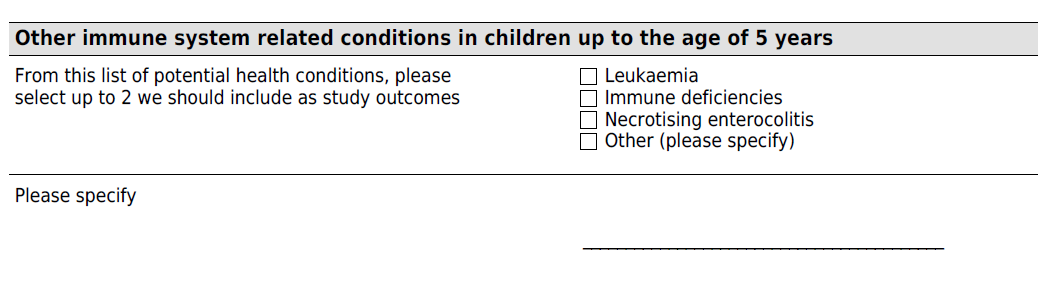 Other immune system related conditions in children up to the age of 5 years
From this list of potential health conditions, please
select up to 2 we should include as study outcomes
Leukaemia
Immune deficiencies
Necrotising enterocolitis
Other (please specify)
Please specify